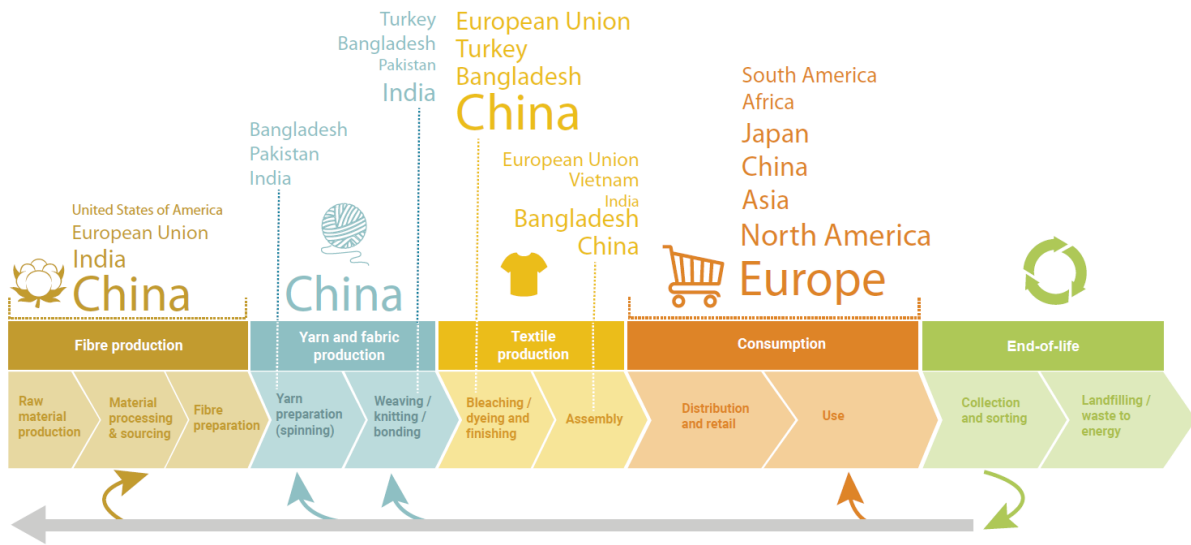 Turkey
Bangladesh
Pakistan
India
European Union
Turkey
Bangladesh
China
Bangladesh
Pakistan
India
European Union
Vietnam
India
Bangladesh
China
South America
Africa
Japan
China
Asia
North America
Europe
United States of America
European Union
India
China
China
Fibre production
Yarn and fabric
production
Textile
production
Consumption
End-of-life
Raw
material
production
Material
processing
& sourcing
Fibre
preparation
Yarn
preparation
(spinning)
Weaving /
knitting /
bonding
Bleaching /
dyeing and
finishing
Assembly
Distribution
and retail
Use
Collection
and sorting
Landfilling /
waste to
energy